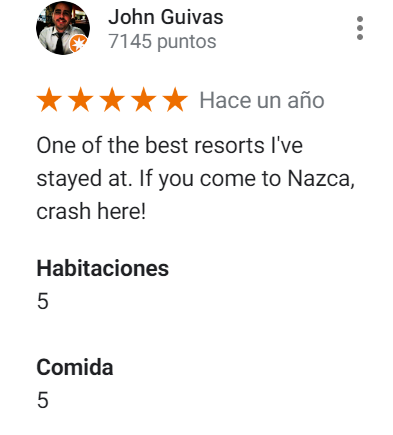 John Guivas
7145 puntos
Hace un año
One of the best resorts I've
stayed at. If you come to Nazca,
crash here!
Habitaciones
5
Comida
5